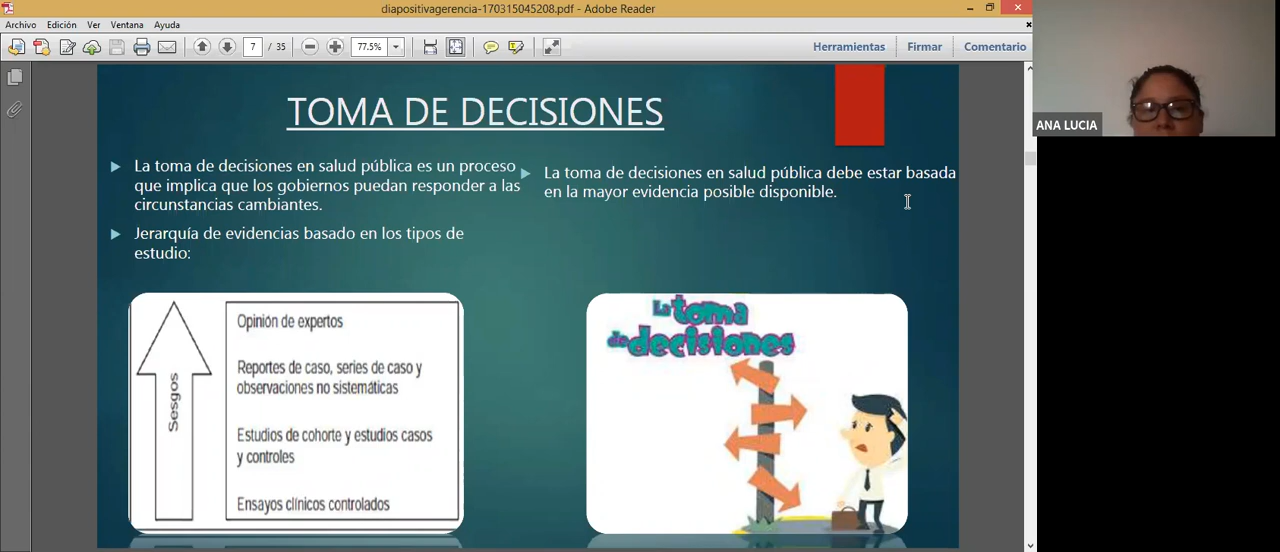 diapositivagerencia-170315045208.pdf - Adobe Reader
Archivo Edición Ver Ventana Ayuda
7 / 35
77.5%
Herramientas Firmar Comentario
TOMA DE DECISIONES
La toma de decisiones en salud pública es un proceso
que implica que los gobiernos puedan responder a las
circunstancias cambiantes.
Jerarquía de evidencias basado en los tipos de
estudio:
Sesgos
Opinión de expertos
Reportes de caso, series de caso y
observaciones no sistemáticas
Estudios de cohorte y estudios casos
y controles
Ensayos clínicos controlados
La toma de decisiones en salud pública debe estar basada
en la mayor evidencia posible disponible.
La toma
de decisiones
ANA LUCIA